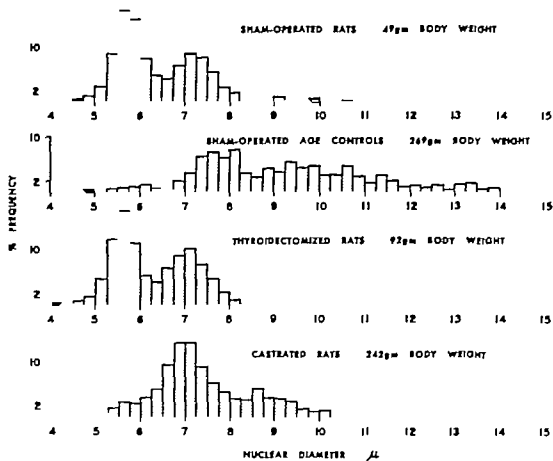 SHAM-OPERATED RATS 49gm BODY WEIGHT
10
2
4 5 6 7 8 9 10 11 12 13 14 15
SHAM-OPERATED AGE CONTROLS 269gm BODY WEIGHT
10
2
4 5 6 7 8 9 10 11 12 13 14 15
% FREQUENCY
THYROIDECTOMIZED RATS 92gm BODY WEIGHT
10
2
4 5 6 7 8 9 10 11 12 13 14 15
CASTRATED RATS 242gm BODY WEIGHT
10
2
4 5 6 7 8 9 10 11 12 13 14 15
NUCLEAR DIAMETER μ